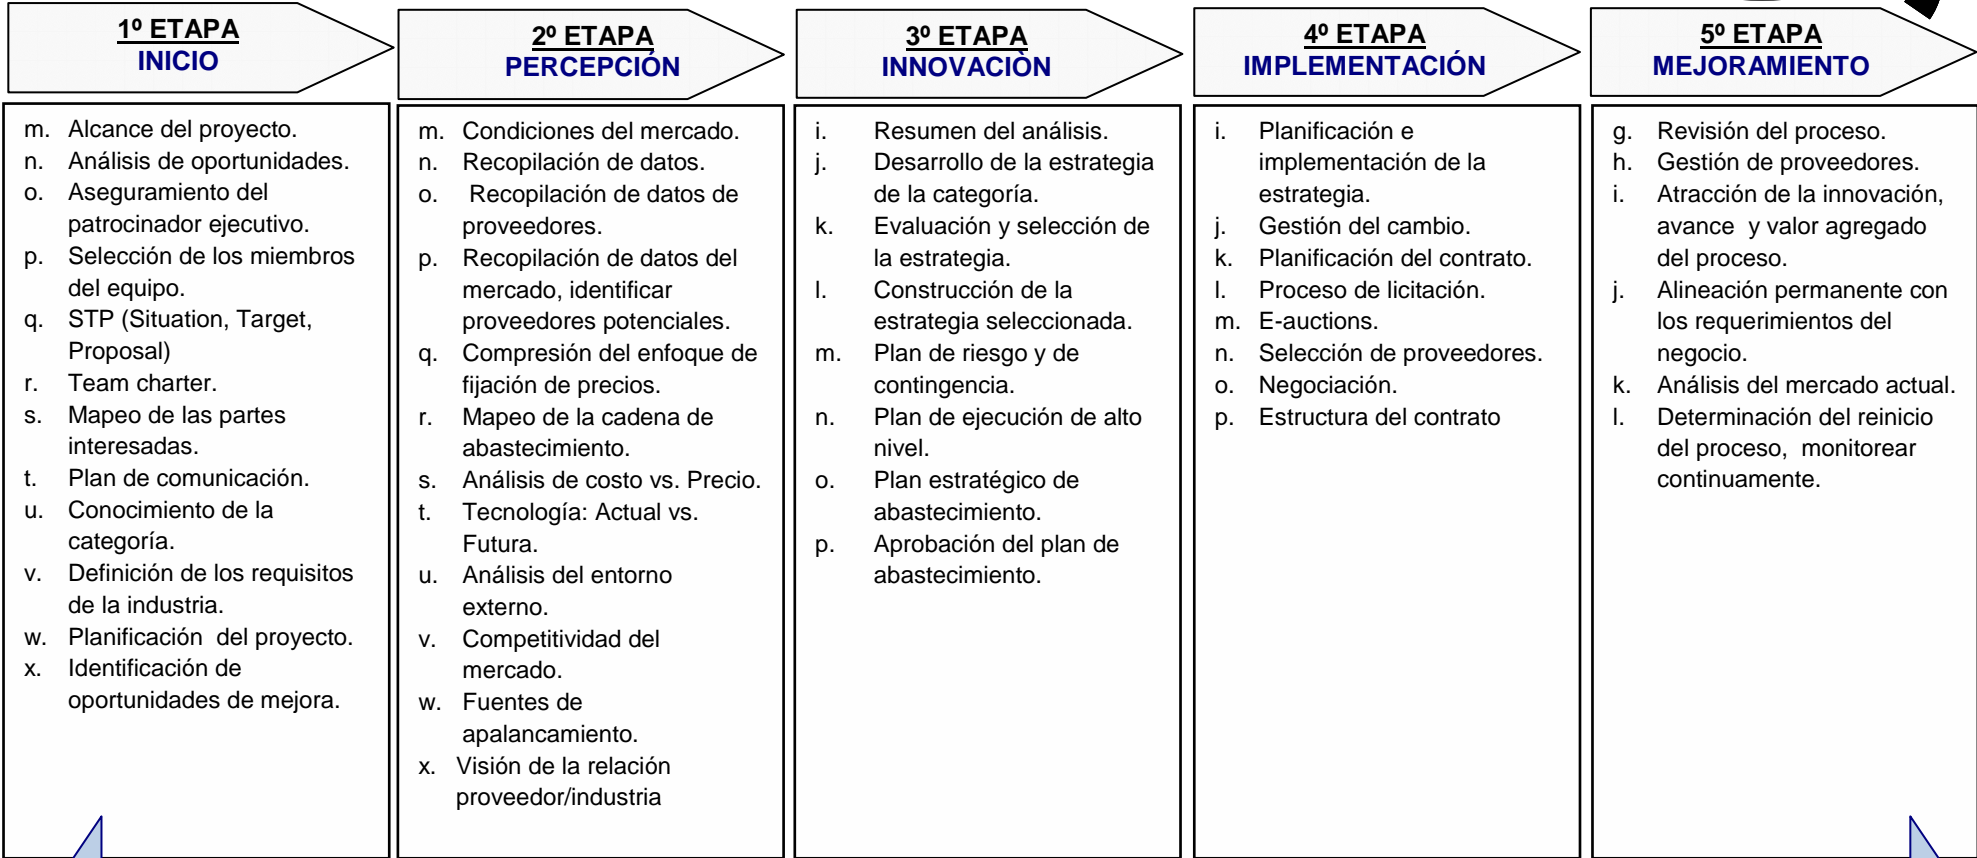 1º ETAPA
INICIO
m. Alcance del proyecto.
n. Análisis de oportunidades.
o. Aseguramiento del
patrocinador ejecutivo.
p. Selección de los miembros
del equipo.
q. STP (Situation, Target,
Proposal)
r. Team charter.
s. Mapeo de las partes
interesadas.
t. Plan de comunicación.
u. Conocimiento de la
categoría.
v. Definición de los requisitos
de la industria.
w. Planificación del proyecto.
x. Identificación de
oportunidades de mejora.
2º ETAPA
PERCEPCIÓN
m. Condiciones del mercado.
n. Recopilación de datos.
o. Recopilación de datos de
proveedores.
p. Recopilación de datos del
mercado, identificar
proveedores potenciales.
q. Compresión del enfoque de
fijación de precios.
r. Mapeo de la cadena de
abastecimiento.
s. Análisis de costo vs. Precio.
t. Tecnología: Actual vs.
Futura.
u. Análisis del entorno
externo.
v. Competitividad del
mercado.
w. Fuentes de
apalancamiento.
x. Visión de la relación
proveedor/industria
3º ETAPA
INNOVACIÒN
i. Resumen del análisis.
j. Desarrollo de la estrategia
de la categoría.
k. Evaluación y selección de
la estrategia.
l. Construcción de la
estrategia seleccionada.
m. Plan de riesgo y de
contingencia.
n. Plan de ejecución de alto
nivel.
o. Plan estratégico de
abastecimiento.
p. Aprobación del plan de
abastecimiento.
4º ETAPA
IMPLEMENTACIÓN
i. Planificación e
implementación de la
estrategia.
j. Gestión del cambio.
k. Planificación del contrato.
l. Proceso de licitación.
m. E-auctions.
n. Selección de proveedores.
o. Negociación.
p. Estructura del contrato
5º ETAPA
MEJORAMIENTO
g. Revisión del proceso.
h. Gestión de proveedores.
i. Atracción de la innovación,
avance y valor agregado
del proceso.
j. Alineación permanente con
los requerimientos del
negocio.
k. Análisis del mercado actual.
l. Determinación del reinicio
del proceso, monitorear
continuamente.